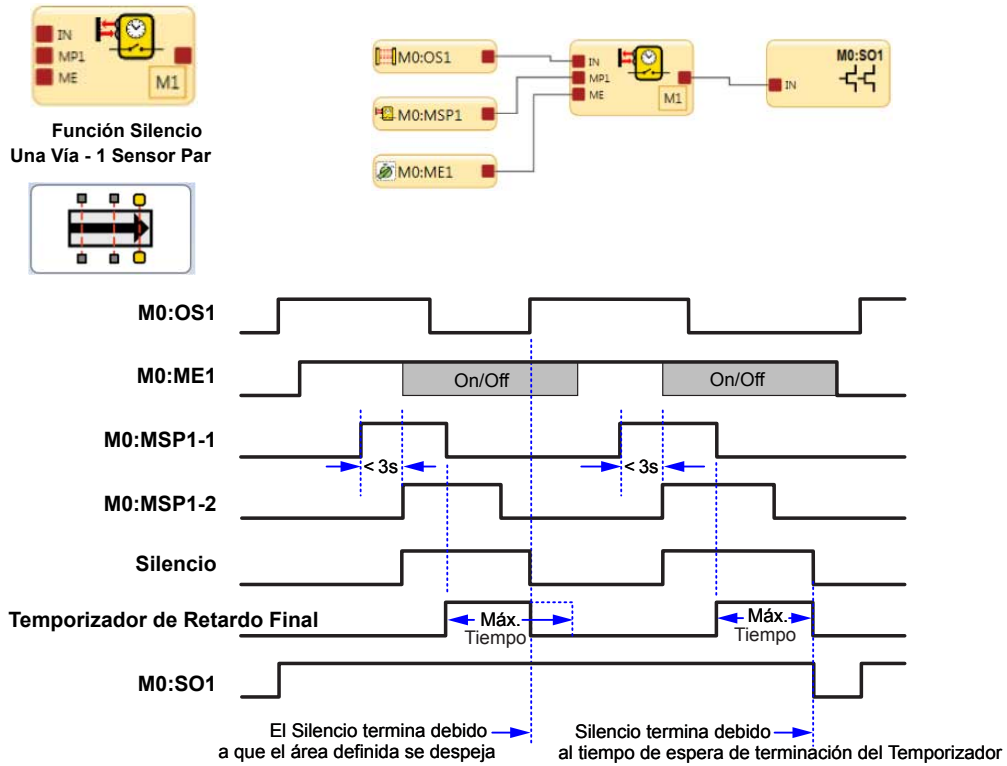 IN
MP1
ME
M1
Función Silencio
Una Vía - 1 Sensor Par
M0:OS1
M0:MSP1
M0:ME1
IN
MP1
ME
M1
M0:SO1
IN
M0:OS1
M0:ME1
On/Off
On/Off
M0:MSP1-1
< 3s
< 3s
M0:MSP1-2
Silencio
Temporizador de Retardo Final
Máx.
Tiempo
Máx.
Tiempo
M0:SO1
El Silencio termina debido
a que el área definida se despeja
Silencio termina debido
al tiempo de espera de terminación del Temporizador